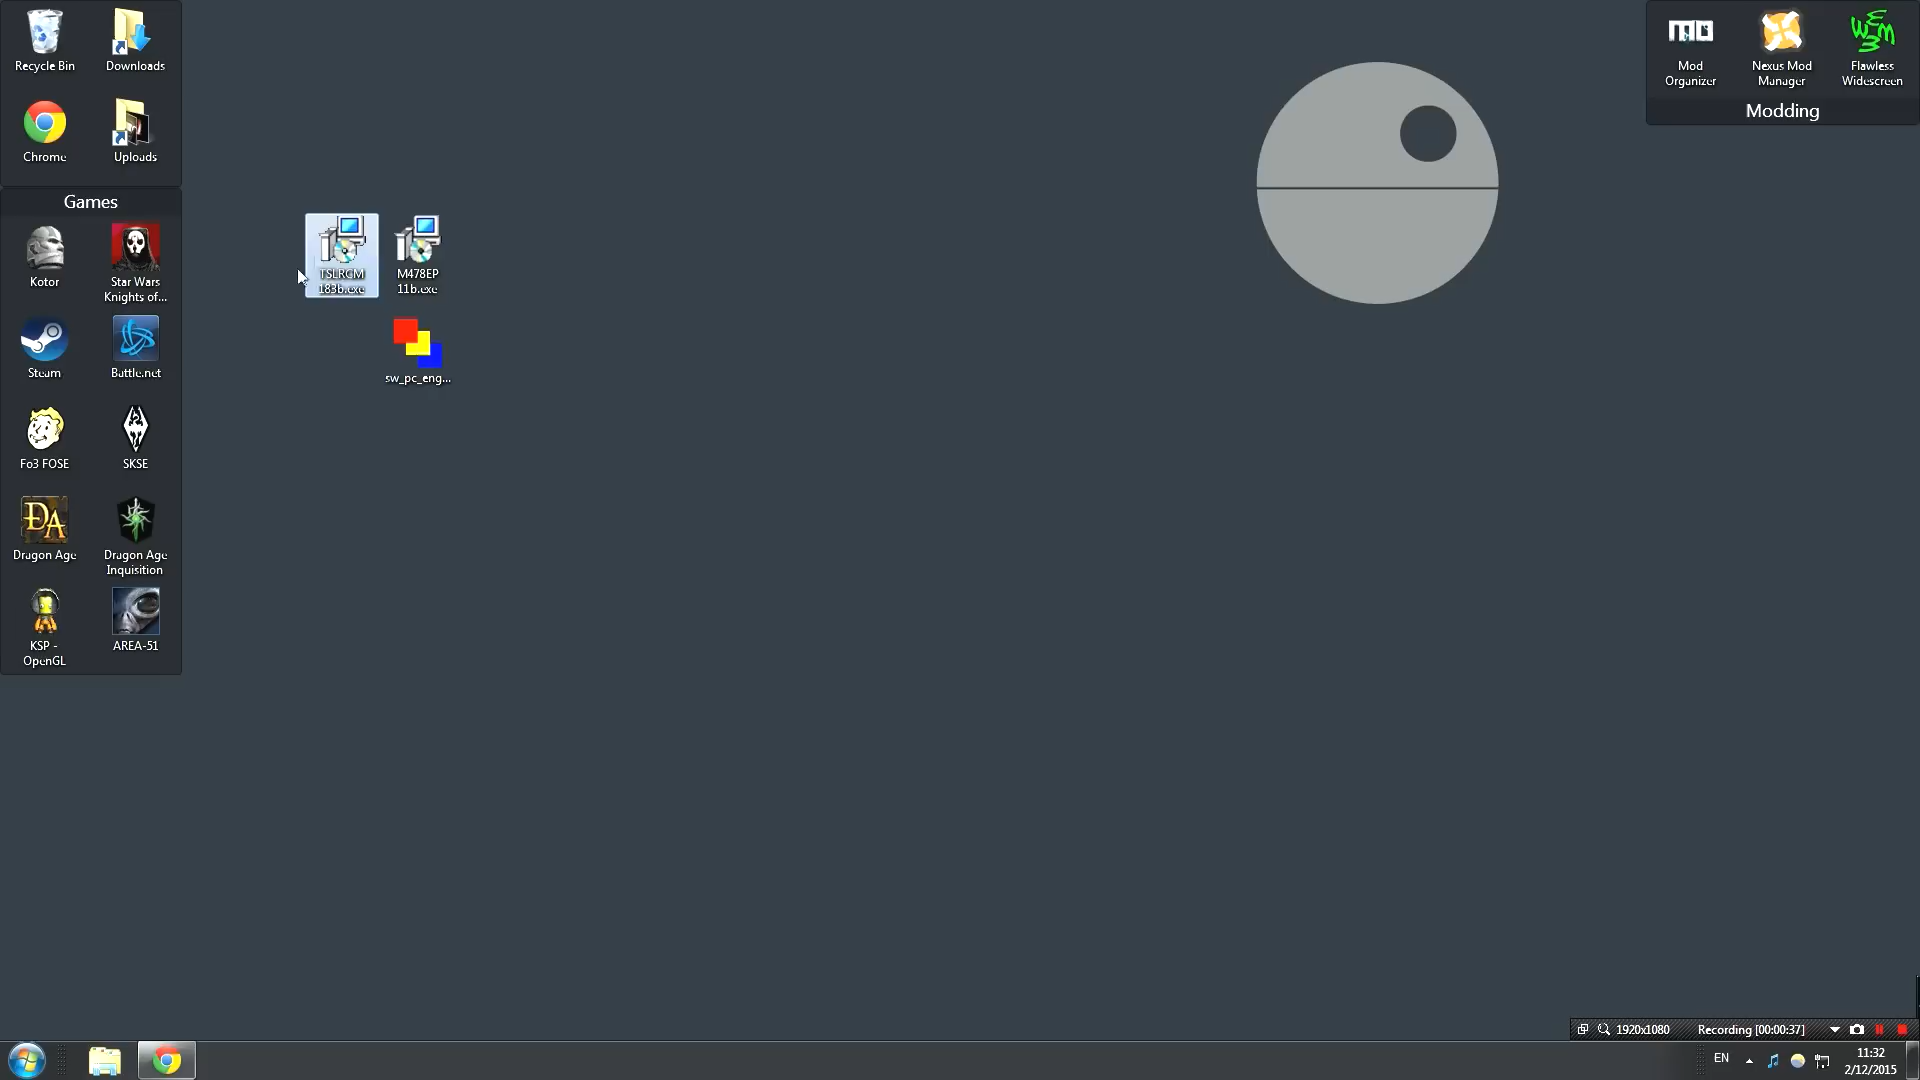 Recycle Bin
Downloads
Chrome
Uploads
Games
Kotor
Star Wars
Knights of...
Steam
Battle.net
Fo3 FOSE
SKSE
Dragon Age
Dragon Age
Inquisition
KSP -
OpenGL
AREA-51
TSLRCM
183b.exe
M478EP
11b.exe
sw_pc_eng...
Mod
Organizer
Nexus Mod
Manager
Flawless
Widescreen
Modding
1920x1080
Recording [00:00:37]
EN
11:32
2/12/2015